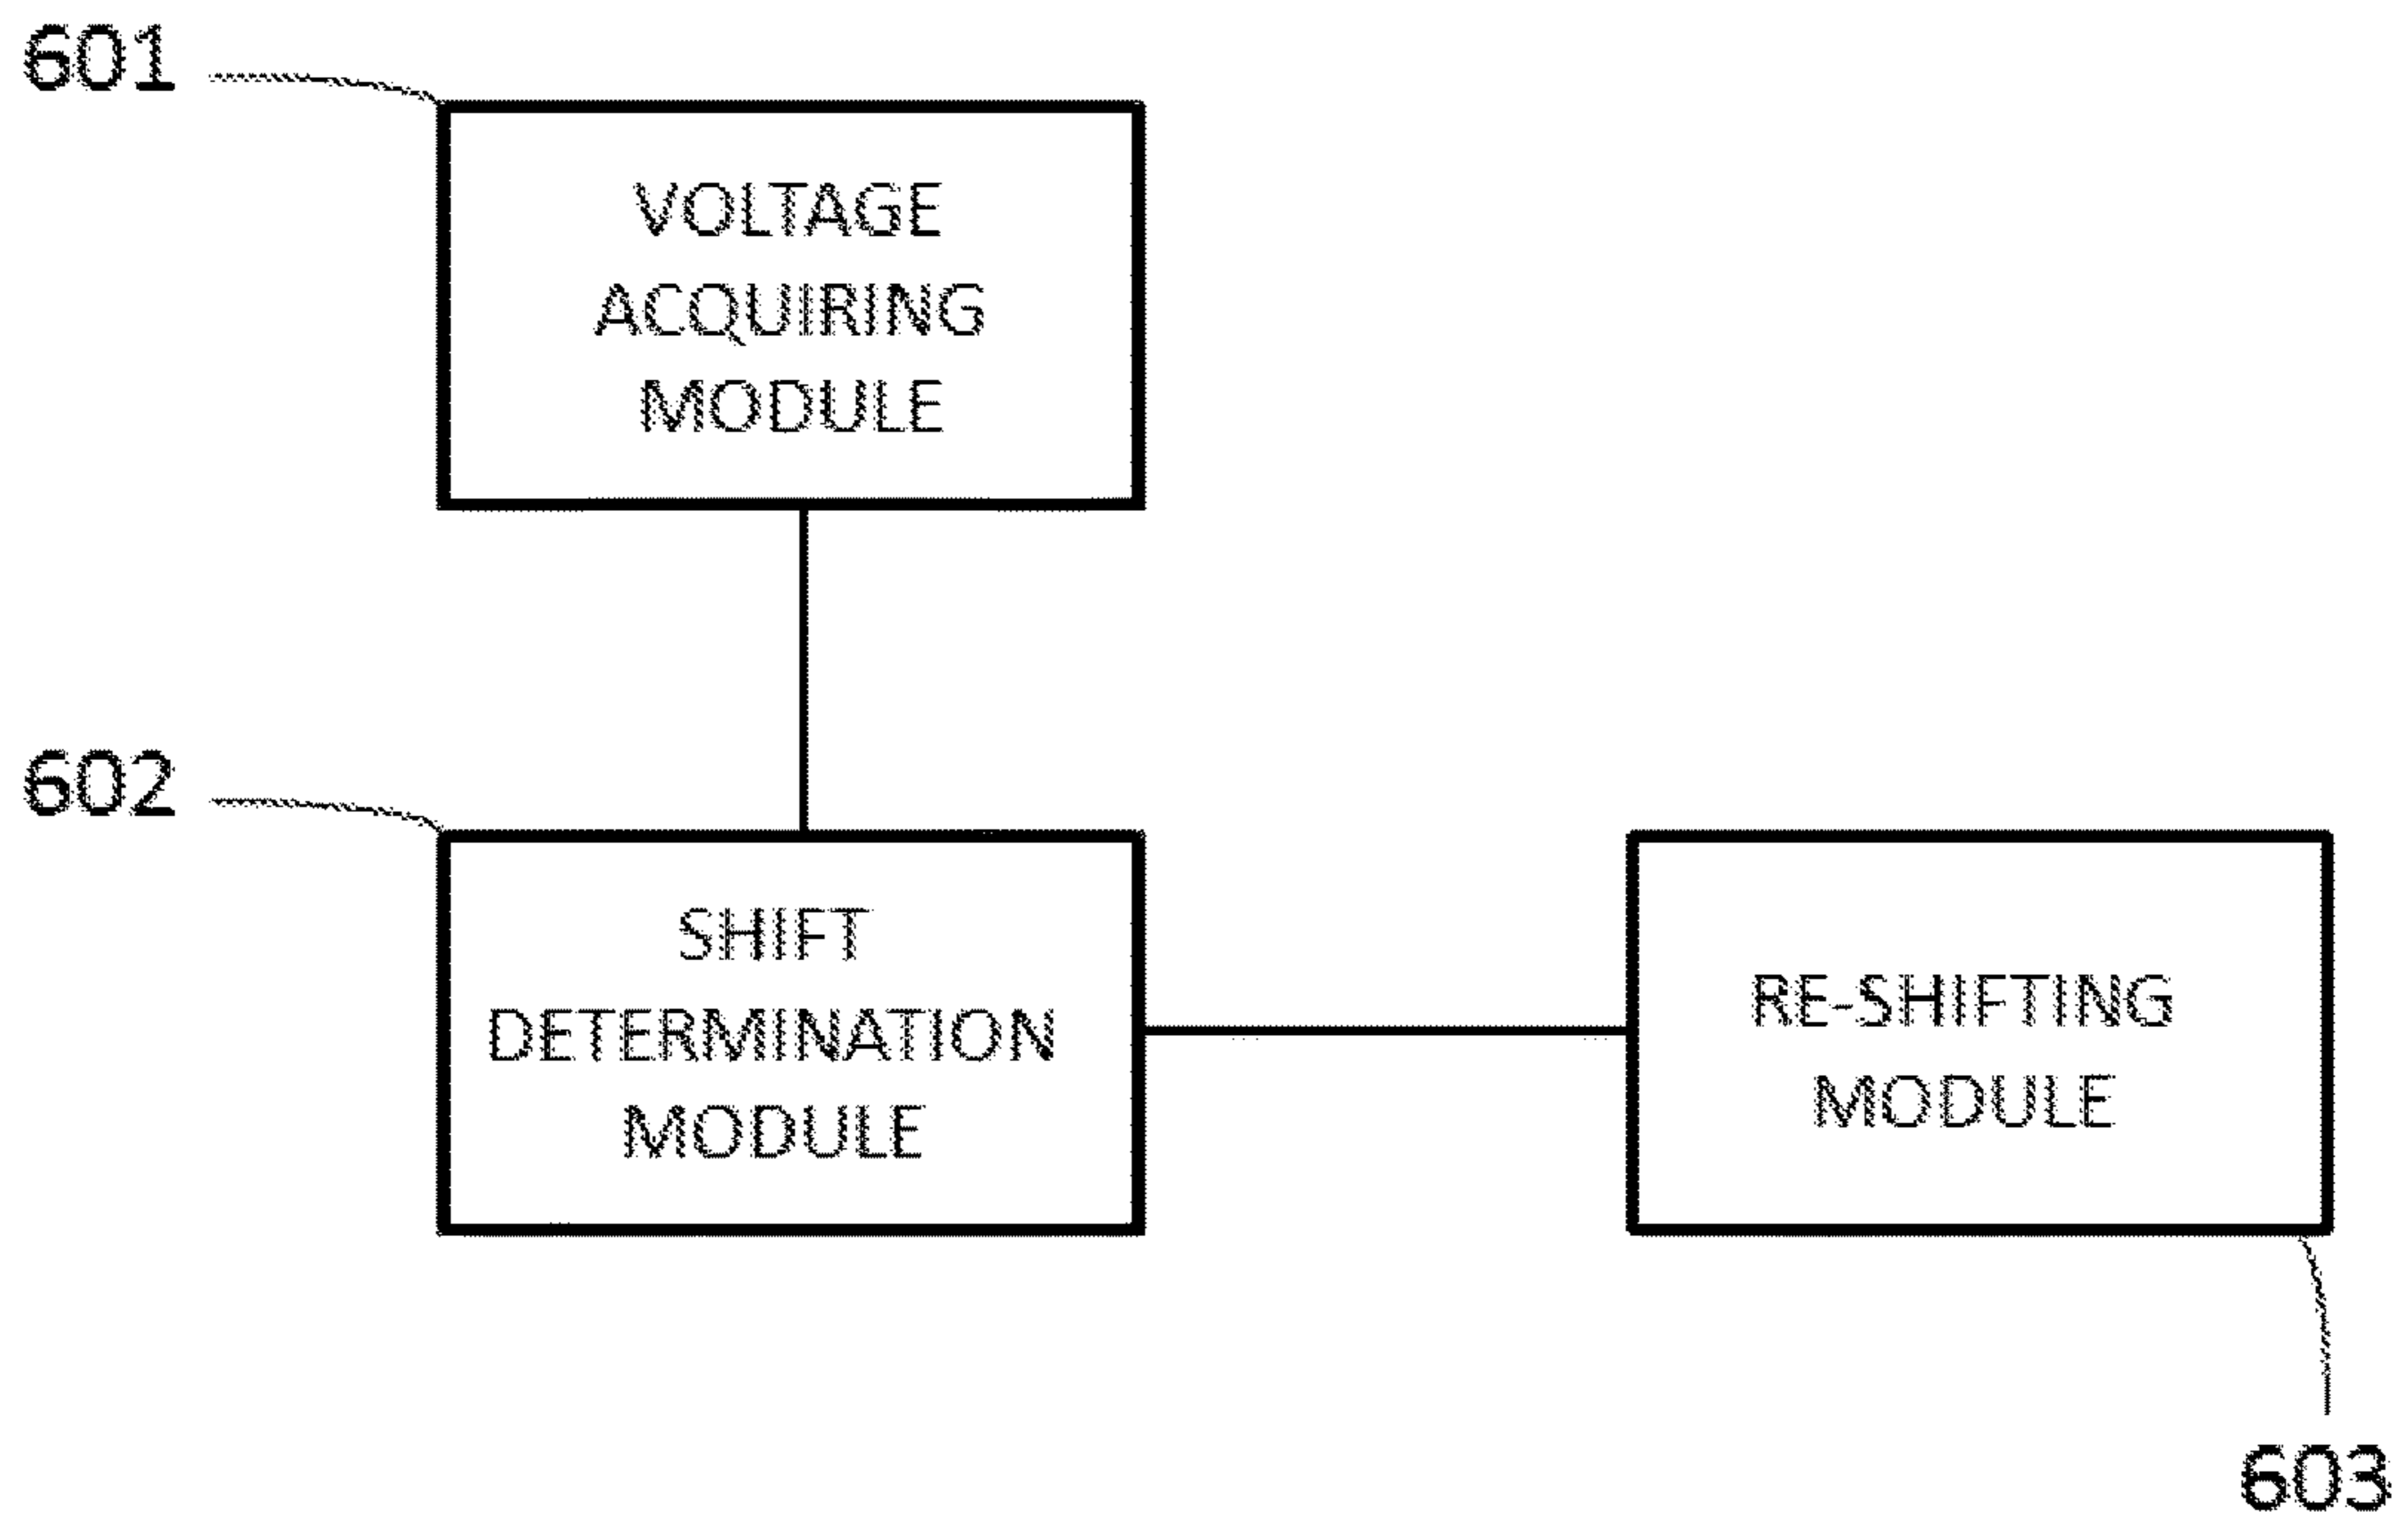 601
VOLTAGE
ACQUIRING
MODULE
602
SHIFT
DETERMINATION
MODULE
RE-SHIFTING
MODULE
603